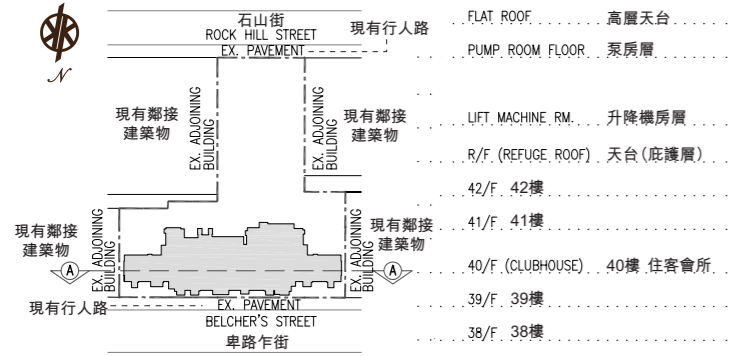 石山街
ROCK HILL STREET
EX. PAVEMENT
現有行人路
N
現有鄰接
建築物
EX. ADJOINING
BUILDING
EX. ADJOINING
BUILDING
現有鄰接
建築物
現有鄰接
建築物
EX. ADJOINING
BUILDING
EX. ADJOINING
BUILDING
現有鄰接
建築物
A
A
現有行人路
EX. PAVEMENT
BELCHER'S STREET
卑路乍街
FLAT ROOF 高層天台
PUMP ROOM FLOOR 泵房層
LIFT MACHINE RM. 升降機房層
R/F (REFUGE ROOF) 天台(庇護層)
42/F 42樓
41/F 41樓
40/F (CLUBHOUSE) 40樓 住客會所
39/F 39樓
38/F 38樓